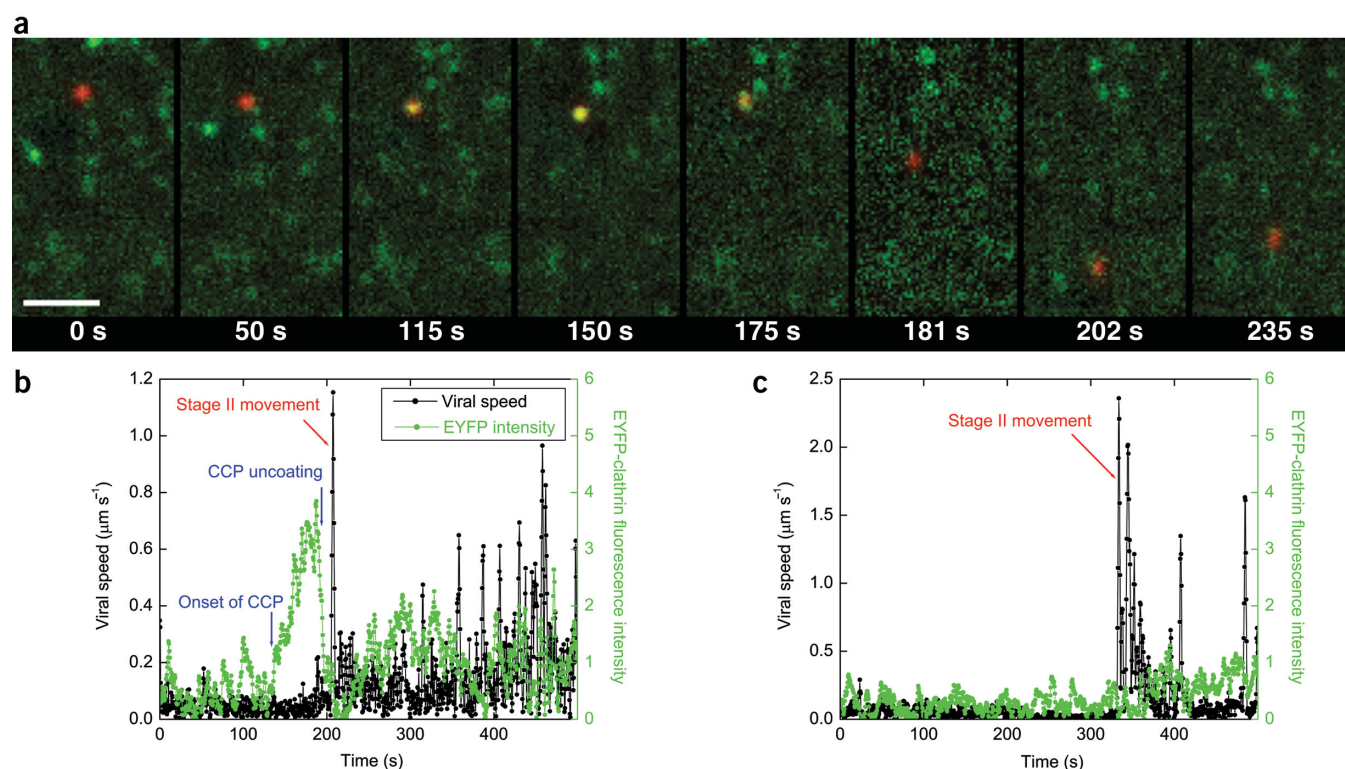 a
0 s 50 s 115 s 150 s 175 s 181 s 202 s 235 s
b
1.2
1.0
0.8
0.6
0.4
0.2
0.0
Viral speed (μm s⁻¹)
Stage II movement
CCP uncoating
Onset of CCP
Viral speed
EYFP intensity
6
5
4
3
2
1
0
EYFP-clathrin fluorescence intensity
0 100 200 300 400
Time (s)
c
2.5
2.0
1.5
1.0
0.5
0.0
Viral speed (μm s⁻¹)
Stage II movement
6
5
4
3
2
1
0
EYFP-clathrin fluorescence intensity
0 100 200 300 400
Time (s)